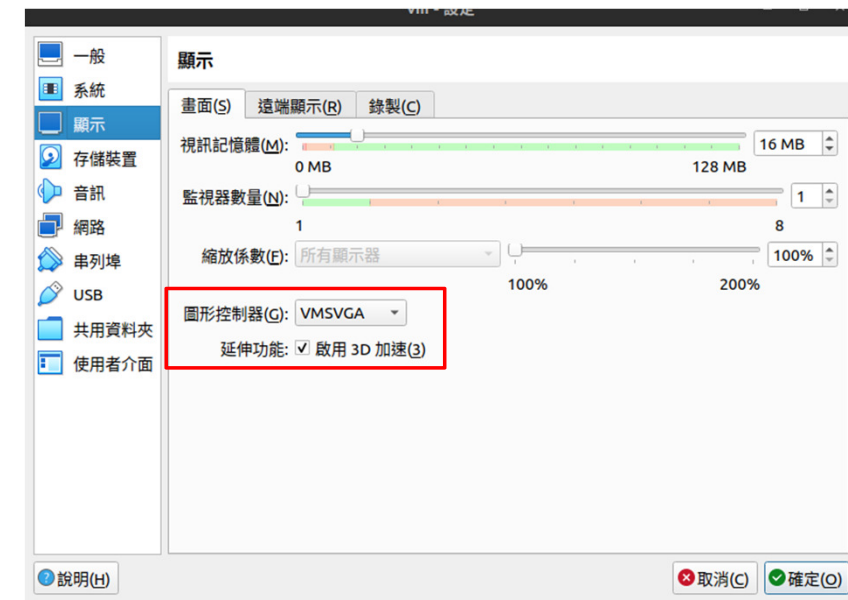 vm - 設定
一般
系統
顯示
存儲裝置
音訊
網路
串列埠
USB
共用資料夾
使用者介面
顯示
畫面(S) 遠端顯示(R) 錄製(C)
視訊記憶體(M): 16 MB
0 MB 128 MB
監視器數量(N): 1
1 8
縮放係數(F): 所有顯示器 100%
100% 200%
圖形控制器(G): VMSVGA
延伸功能: 啟用 3D 加速(3)
說明(H) 取消(C) 確定(O)